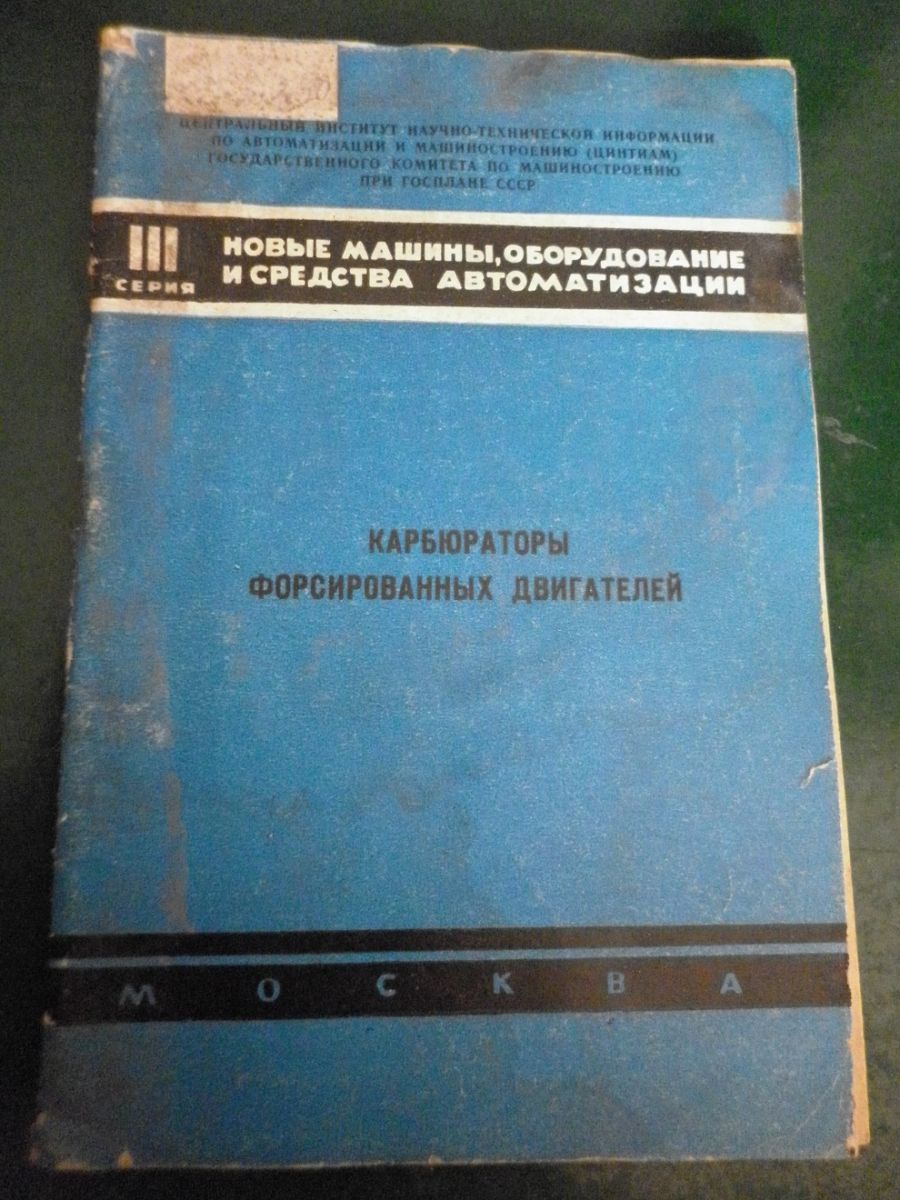 ЦЕНТРАЛЬНЫЙ ИНСТИТУТ НАУЧНО-ТЕХНИЧЕСКОЙ ИНФОРМАЦИИ
ПО АВТОМАТИЗАЦИИ И МАШИНОСТРОЕНИЮ (ЦИНТИАМ)
ГОСУДАРСТВЕННОГО КОМИТЕТА ПО МАШИНОСТРОЕНИЮ
ПРИ ГОСПЛАНЕ СССР
III
СЕРИЯ
НОВЫЕ МАШИНЫ, ОБОРУДОВАНИЕ
И СРЕДСТВА АВТОМАТИЗАЦИИ
КАРБЮРАТОРЫ
ФОРСИРОВАННЫХ ДВИГАТЕЛЕЙ
МОСКВА